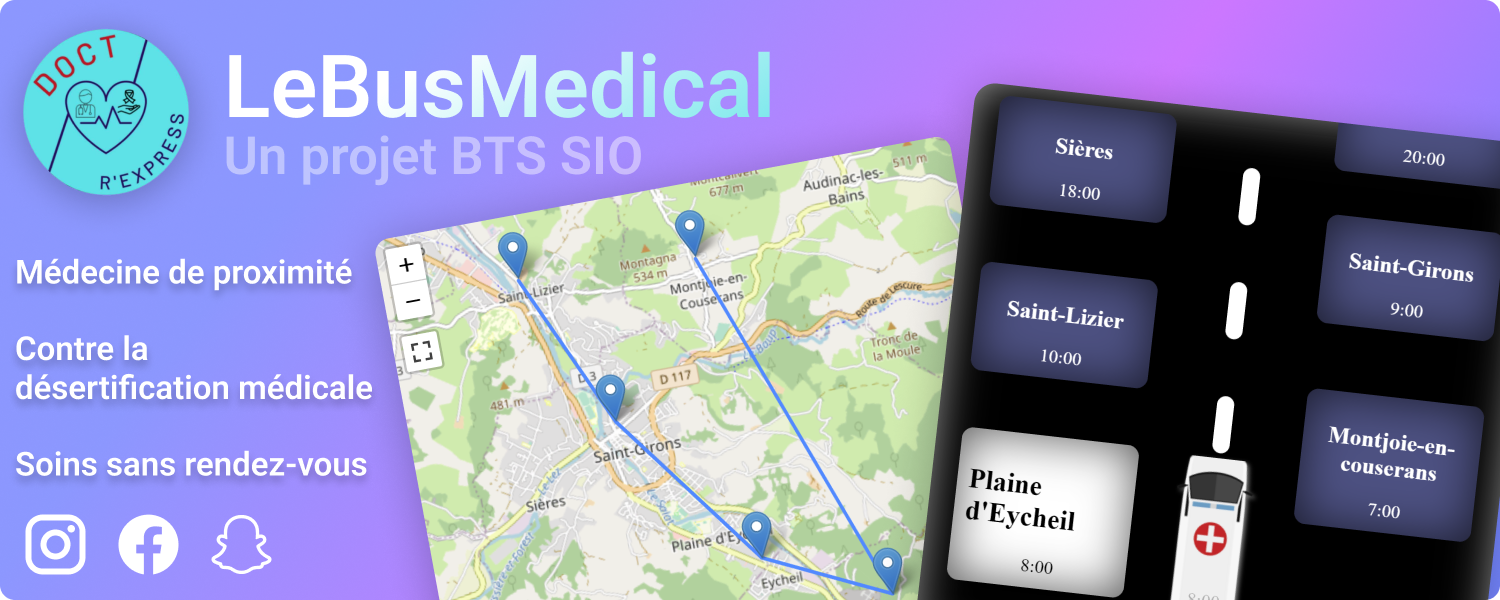 DOCT
R'EXPRESS
LeBusMedical
Un projet BTS SIO
Médecine de proximité
Contre la
désertification médicale
Soins sans rendez-vous
+
−
511 m
677 m
Audinac-les-
Bains
Montagna
534 m
Montjoie-en-
Couserans
Saint-Lizier
Route de Lescure
Tronc de
la Moule
D 3
D 117
481 m
Saint-Girons
Sières
Plaine d'Ey
Eycheil
Sières
18:00
20:00
Saint-Girons
9:00
Saint-Lizier
10:00
Montjoie-en-
couserans
7:00
Plaine
d'Eycheil
8:00
8:00